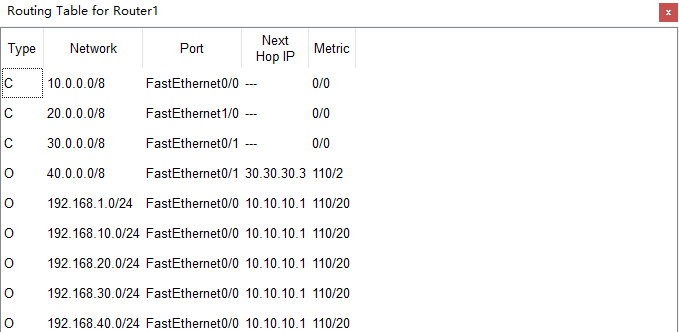 Routing Table for Router1
x
Type Network Port Next Hop IP Metric
C 10.0.0.0/8 FastEthernet0/0 --- 0/0
C 20.0.0.0/8 FastEthernet1/0 --- 0/0
C 30.0.0.0/8 FastEthernet0/1 --- 0/0
O 40.0.0.0/8 FastEthernet0/1 30.30.30.3 110/2
O 192.168.1.0/24 FastEthernet0/0 10.10.10.1 110/20
O 192.168.10.0/24 FastEthernet0/0 10.10.10.1 110/20
O 192.168.20.0/24 FastEthernet0/0 10.10.10.1 110/20
O 192.168.30.0/24 FastEthernet0/0 10.10.10.1 110/20
O 192.168.40.0/24 FastEthernet0/0 10.10.10.1 110/20